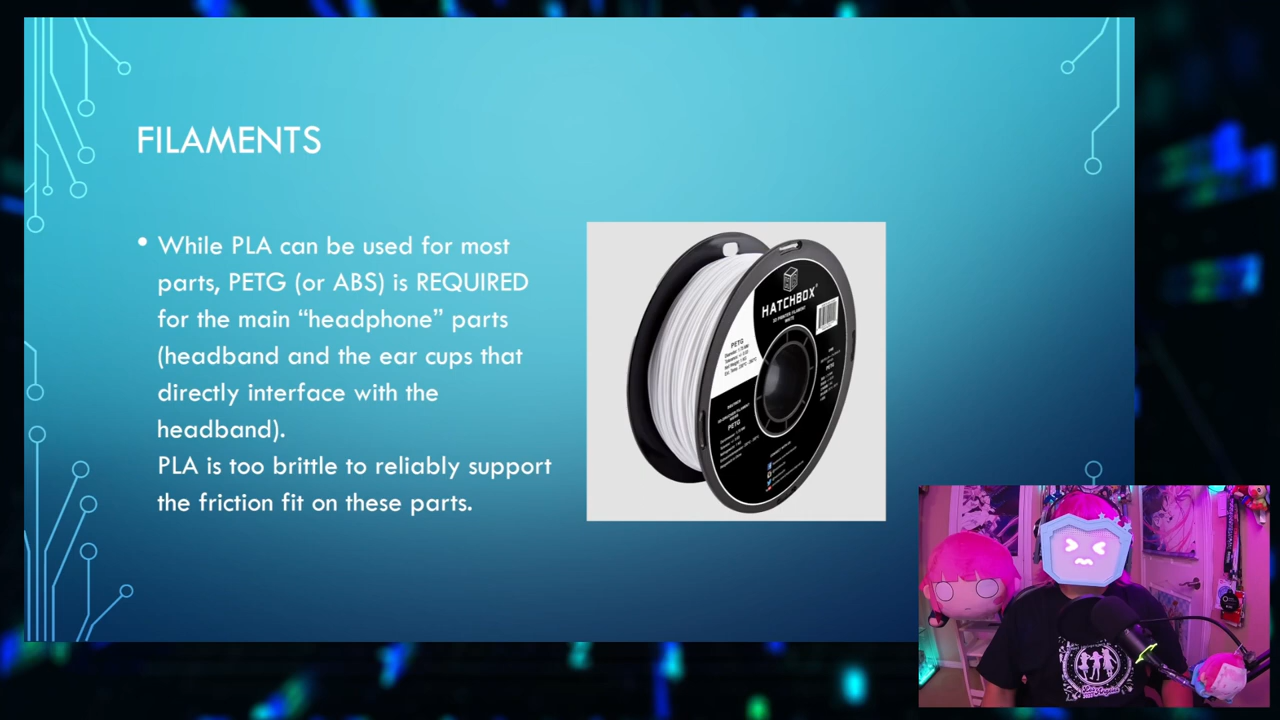 FILAMENTS
• While PLA can be used for most
parts, PETG (or ABS) is REQUIRED
for the main “headphone” parts
(headband and the ear cups that
directly interface with the
headband).
PLA is too brittle to reliably support
the friction fit on these parts.
HATCHBOX
PETG
PETG